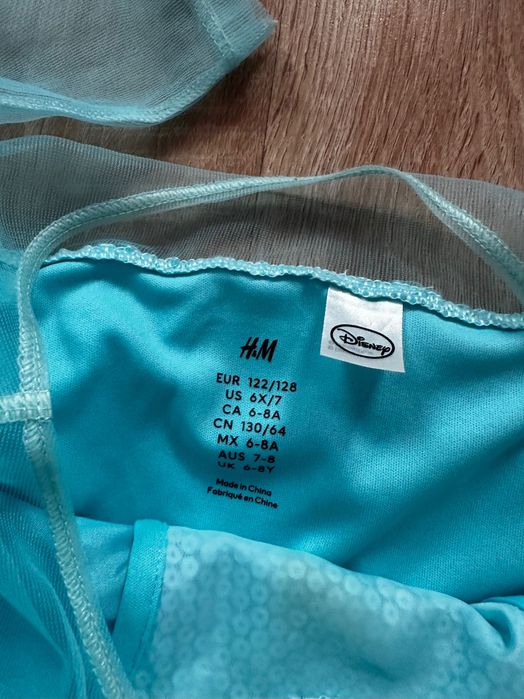 H&M
Disney
EUR 122/128
US 6X/7
CA 6-8A
CN 130/64
MX 6-8A
AUS 7-8
UK 6-8Y
Made in China
Fabriqué en Chine